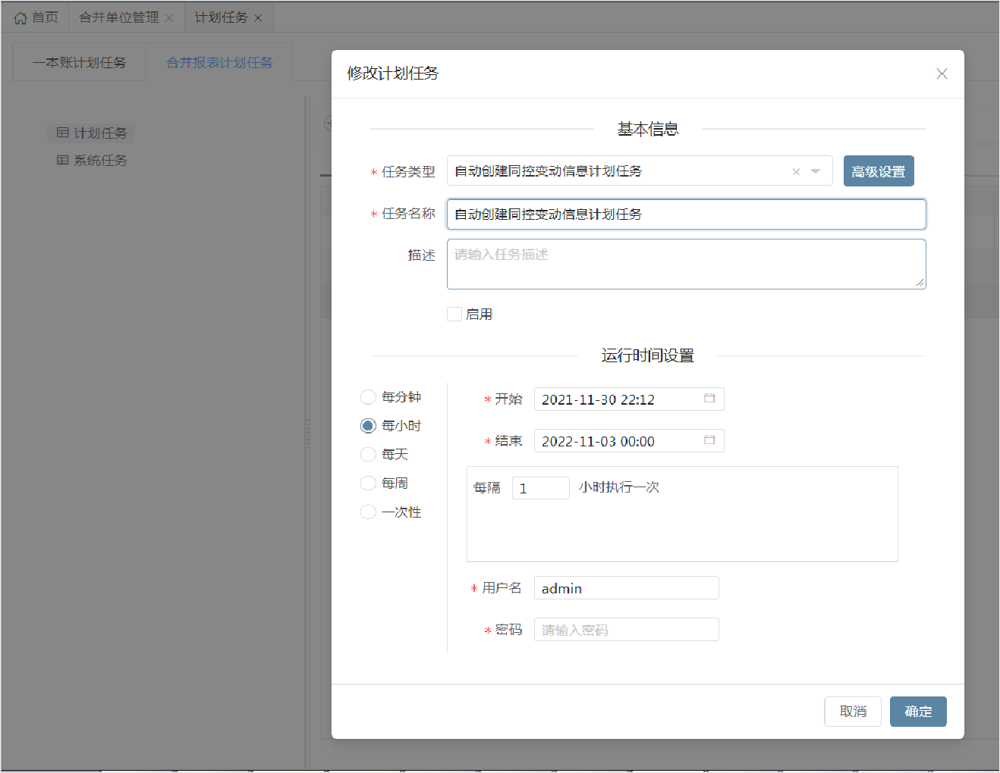 首页 合并单位管理 计划任务
一本账计划任务 合并报表计划任务
计划任务
系统任务
修改计划任务
基本信息
* 任务类型 自动创建同控变动信息计划任务 高级设置
* 任务名称 自动创建同控变动信息计划任务
描述 请输入任务描述
启用
运行时间设置
每分钟
每小时
每天
每周
一次性
* 开始 2021-11-30 22:12
* 结束 2022-11-03 00:00
每隔 1 小时执行一次
* 用户名 admin
* 密码 请输入密码
取消 确定